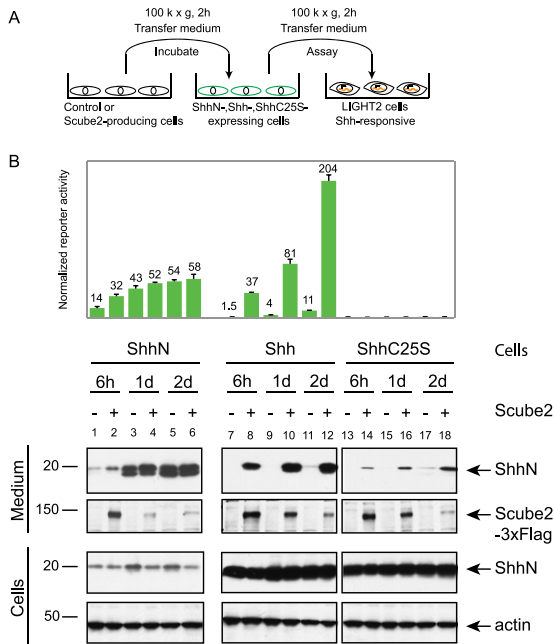 A
100 k x g, 2h
Transfer medium
Incubate
100 k x g, 2h
Transfer medium
Assay
Control or
Scube2-producing cells
ShhN-,Shh-,ShhC25S-
expressing cells
LIGHT2 cells
Shh-responsive
B
Normalized reporter activity
14 32 43 52 54 58 1.5 37 4 81 11 204
ShhN Shh ShhC25S Cells
6h 1d 2d 6h 1d 2d 6h 1d 2d
- + - + - + - + - + - + - + - + - + Scube2
1 2 3 4 5 6 7 8 9 10 11 12 13 14 15 16 17 18
Medium
20 ShhN
150 Scube2
-3xFlag
Cells
20 ShhN
50 actin